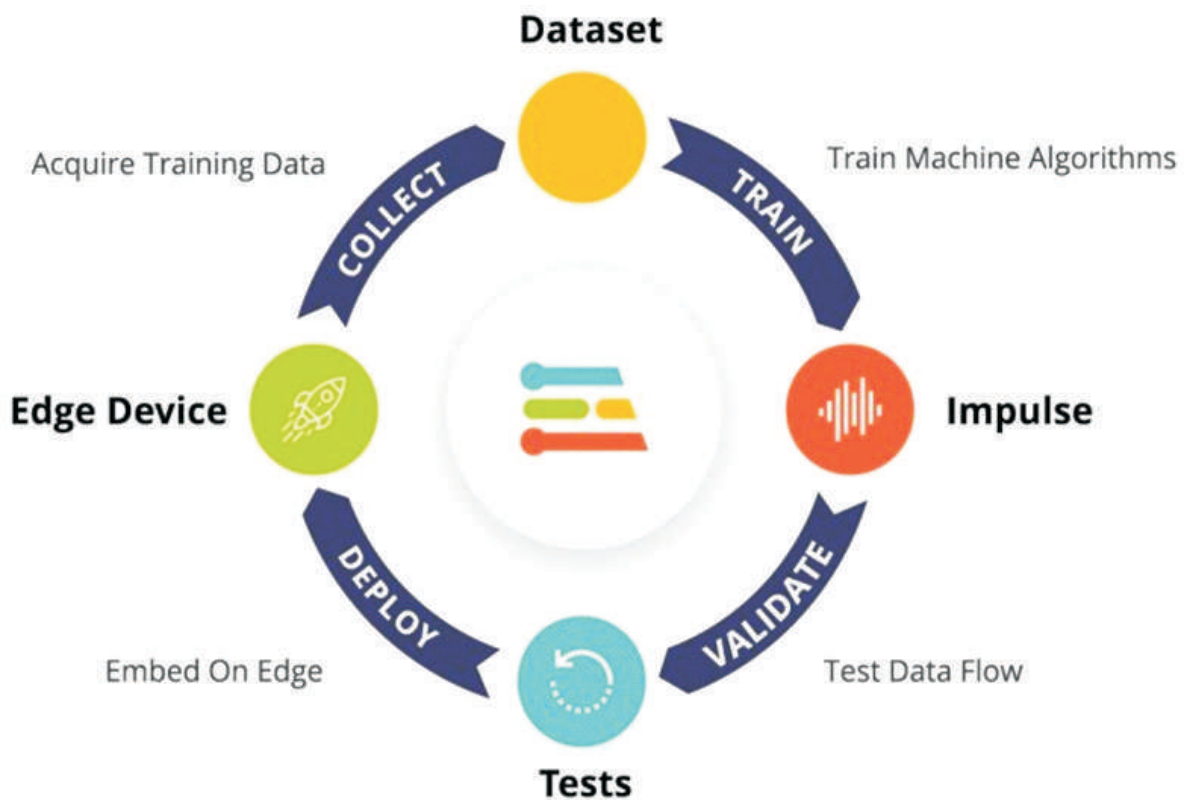 Dataset
Acquire Training Data
COLLECT
TRAIN
Train Machine Algorithms
Edge Device
Impulse
DEPLOY
VALIDATE
Embed On Edge
Test Data Flow
Tests